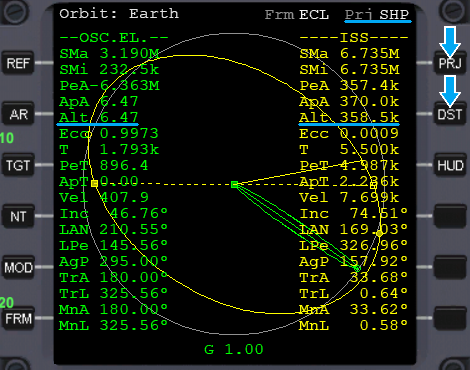 Orbit: Earth Frm ECL Prj SHP
--OSC.EL.-- ----ISS----
SMa 3.190M SMa 6.735M
REF SMi 232.5k SMi 6.735M PRJ
PeA-6.363M PeA 357.4k
ApA 6.47 ApA 370.0k
AR Alt 6.47 Alt 358.5k DST
10 Ecc 0.9973 Ecc 0.0009
T 1.793k T 5.500k
TGT PeT 896.4 PeT 4.987k HUD
ApT 0.00 ApT 2.236k
Vel 407.9 Vel 7.699k
NT Inc 46.76° Inc 74.61°
LAN 210.55° LAN 169.03°
LPe 145.56° LPe 326.96°
MOD AgP 295.00° AgP 157.92°
TrA 180.00° TrA 33.68°
20 TrL 325.56° TrL 0.64°
FRM MnA 180.00° MnA 33.62°
MnL 325.56° MnL 0.58°
G 1.00